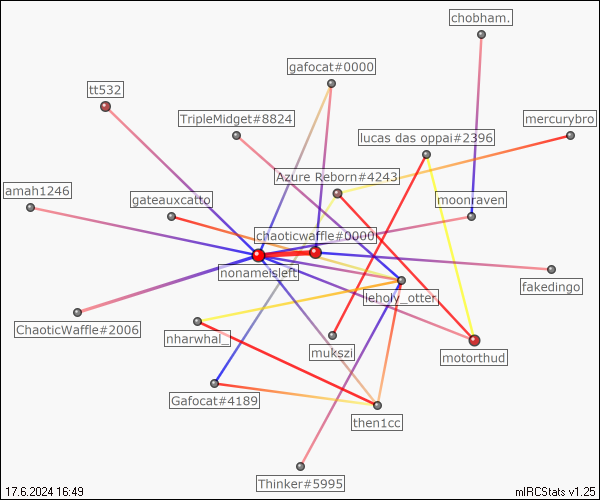 chobham.
gafocat#0000
tt532
TripleMidget#8824
mercurybro
lucas das oppai#2396
Azure Reborn#4243
amah1246
gateauxcatto
moonraven
chaoticwaffle#0000
nonameisleft
fakedingo
leholy_otter
ChaoticWaffle#2006
nharwhal_
mukszi
motorthud
Gafocat#4189
then1cc
Thinker#5995
17.6.2024 16:49
mIRCStats v1.25